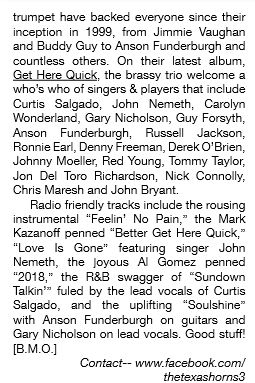 trumpet have backed everyone since their
inception in 1999, from Jimmie Vaughan
and Buddy Guy to Anson Funderburgh and
countless others. On their latest album,
Get Here Quick, the brassy trio welcome a
who's who of singers & players that include
Curtis Salgado, John Nemeth, Carolyn
Wonderland, Gary Nicholson, Guy Forsyth,
Anson Funderburgh, Russell Jackson,
Ronnie Earl, Denny Freeman, Derek O'Brien,
Johnny Moeller, Red Young, Tommy Taylor,
Jon Del Toro Richardson, Nick Connolly,
Chris Maresh and John Bryant.
Radio friendly tracks include the rousing
instrumental “Feelin’ No Pain,” the Mark
Kazanoff penned “Better Get Here Quick,”
“Love Is Gone” featuring singer John
Nemeth, the joyous Al Gomez penned
“2018,” the R&B swagger of “Sundown
Talkin’” fuled by the lead vocals of Curtis
Salgado, and the uplifting “Soulshine”
with Anson Funderburgh on guitars and
Gary Nicholson on lead vocals. Good stuff!
[B.M.O.]
Contact-- www.facebook.com/
thetexashorns3